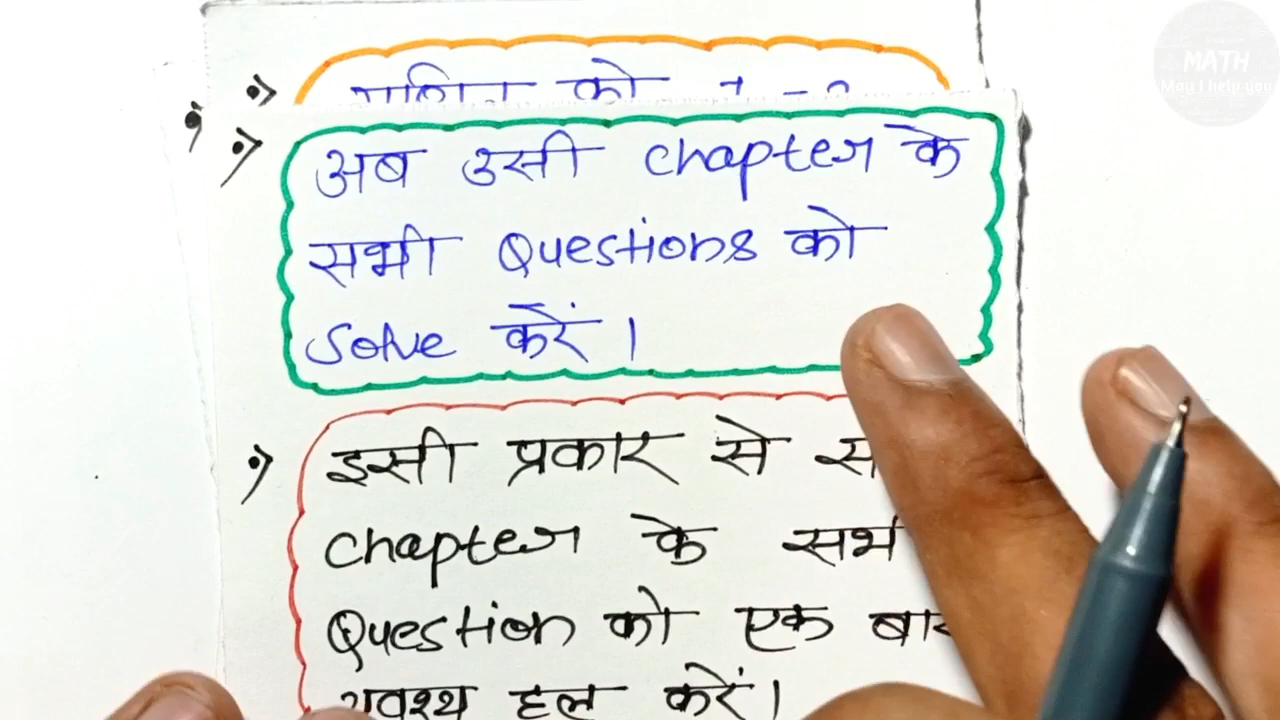 MATH
May I help you
गणित को
अब उसी chapter के
सभी Questions को
Solve करें।
इसी प्रकार से
chapter के
Question को एक
अवश्य हल करें।